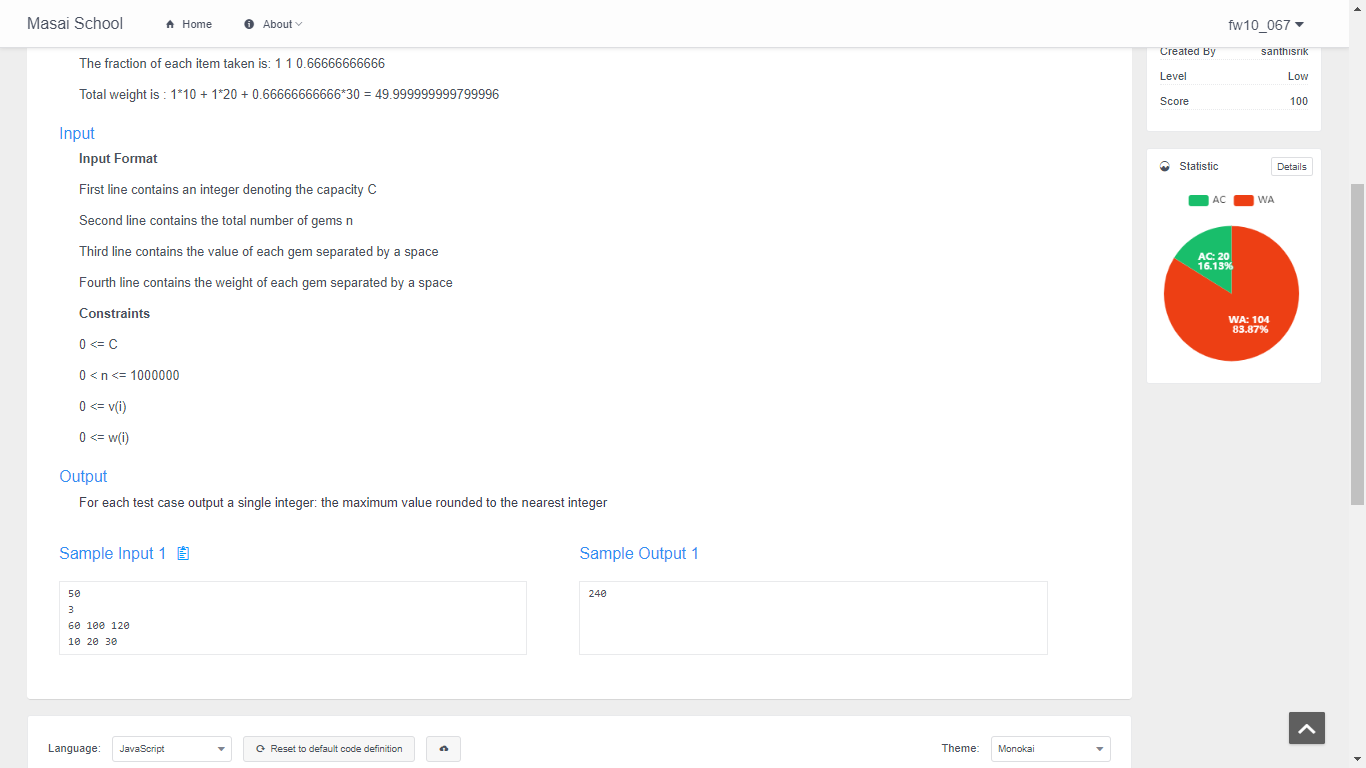 Masai School Home About fw10_067
The fraction of each item taken is: 1 1 0.66666666666
Total weight is : 1*10 + 1*20 + 0.66666666666*30 = 49.999999999799996
Input
Input Format
First line contains an integer denoting the capacity C
Second line contains the total number of gems n
Third line contains the value of each gem separated by a space
Fourth line contains the weight of each gem separated by a space
Constraints
0 <= C
0 < n <= 1000000
0 <= v(i)
0 <= w(i)
Output
For each test case output a single integer: the maximum value rounded to the nearest integer
Sample Input 1
50
3
60 100 120
10 20 30
Sample Output 1
240
Language: JavaScript Reset to default code definition Theme: Monokai
Created By santhisrik
Level Low
Score 100
Statistic Details
AC WA
AC: 20
16.13%
WA: 104
83.87%